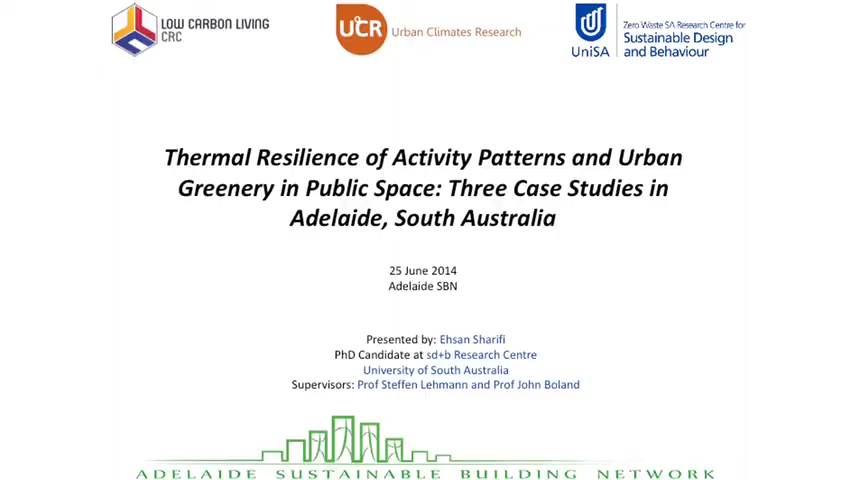 LOW CARBON LIVING
CRC
UCR
Urban Climates Research
UniSA
Zero Waste SA Research Centre for
Sustainable Design
and Behaviour
Thermal Resilience of Activity Patterns and Urban
Greenery in Public Space: Three Case Studies in
Adelaide, South Australia
25 June 2014
Adelaide SBN
Presented by: Ehsan Sharifi
PhD Candidate at sd+b Research Centre
University of South Australia
Supervisors: Prof Steffen Lehmann and Prof John Boland
ADELAIDE SUSTAINABLE BUILDING NETWORK